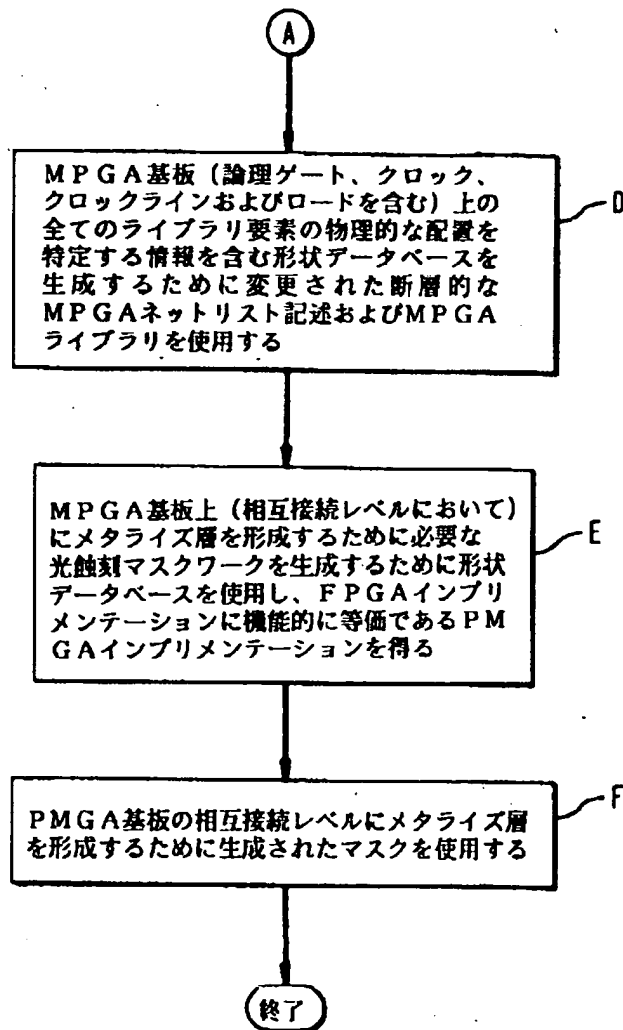 A
MPGA基板(論理ゲート、クロック、
クロックラインおよびロードを含む)上の
全てのライブラリ要素の物理的な配置を
特定する情報を含む形状データベースを
生成するために変更された断層的な
MPGAネットリスト記述およびMPGA
ライブラリを使用する
D
MPGA基板上(相互接続レベルにおいて)
にメタライズ層を形成するために必要な
光蝕刻マスクワークを生成するために形状
データベースを使用し、FPGAインプリ
メンテーションに機能的に等価であるPM
GAインプリメンテーションを得る
E
PMGA基板の相互接続レベルにメタライズ層
を形成するために生成されたマスクを使用する
F
終了